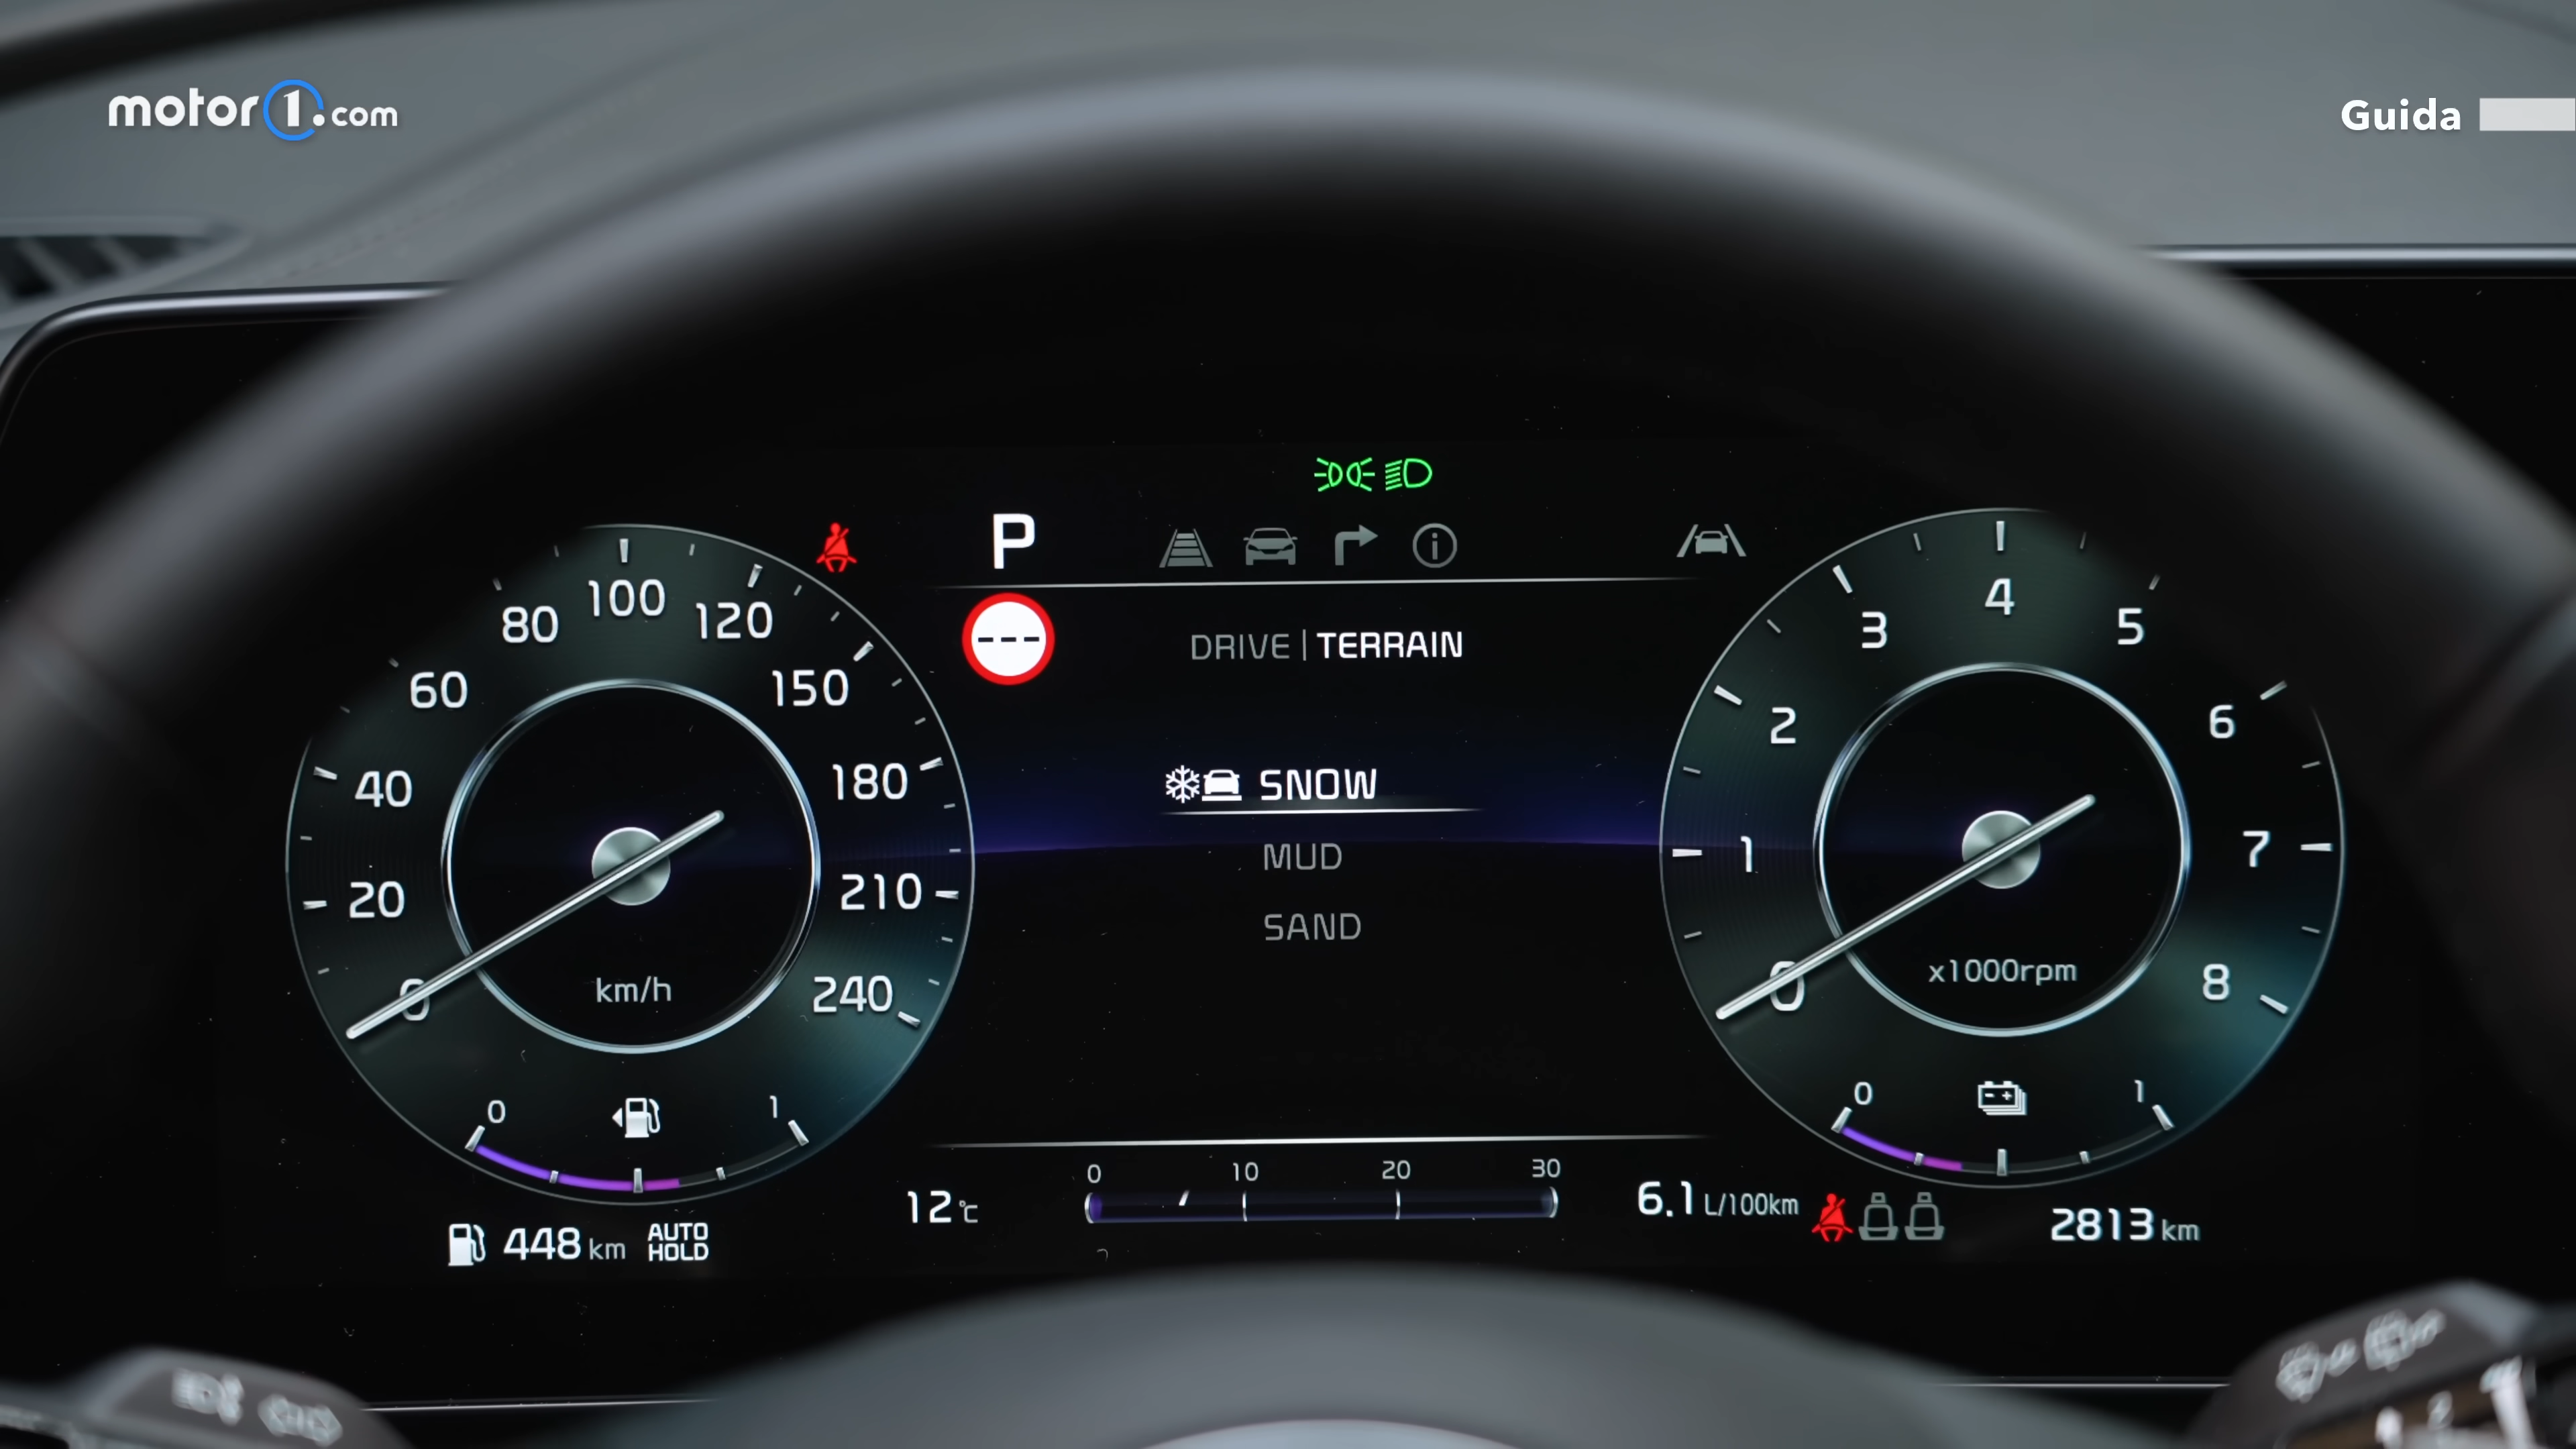 motor1.com
Guida
P
DRIVE | TERRAIN
SNOW
MUD
SAND
0
20
40
60
80
100
120
150
180
210
240
km/h
0
1
448 km
AUTO
HOLD
12 °C
0 10 20 30
6.1 L/100km
0
1
2
3
4
5
6
7
8
x1000rpm
0
1
2813 km